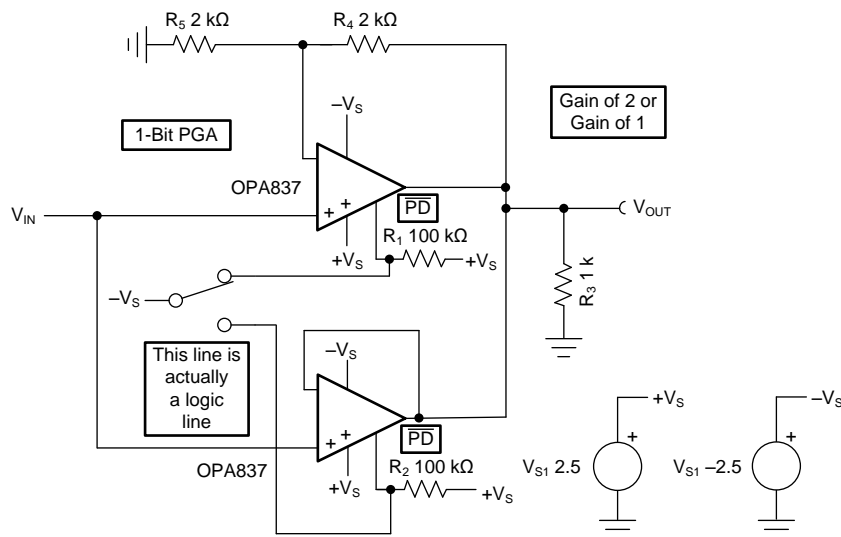 R5 2 kΩ
R4 2 kΩ
–VS
Gain of 2 or
Gain of 1
1-Bit PGA
OPA837
PD
VIN
VOUT
R1 100 kΩ
+VS
+VS
R3 1 k
–VS
This line is
actually
a logic
line
–VS
+VS
–VS
PD
OPA837
R2 100 kΩ
VS1 2.5
VS1 –2.5
+VS
+VS